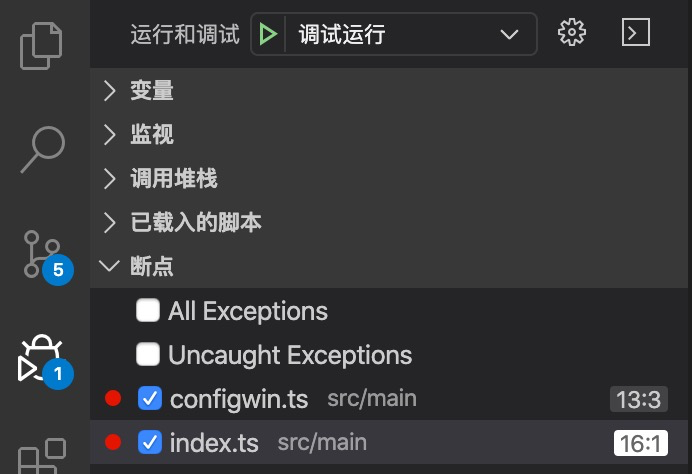 运行和调试 调试运行
变量
监视
调用堆栈
已载入的脚本
5
断点
All Exceptions
Uncaught Exceptions
1
configwin.ts src/main 13:3
index.ts src/main 16:1